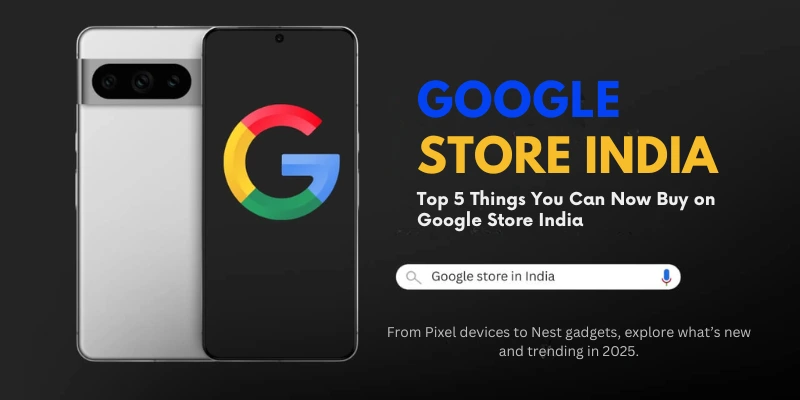 GOOGLE
STORE INDIA
Top 5 Things You Can Now Buy on
Google Store India
Google store in India
From Pixel devices to Nest gadgets, explore what's new
and trending in 2025.